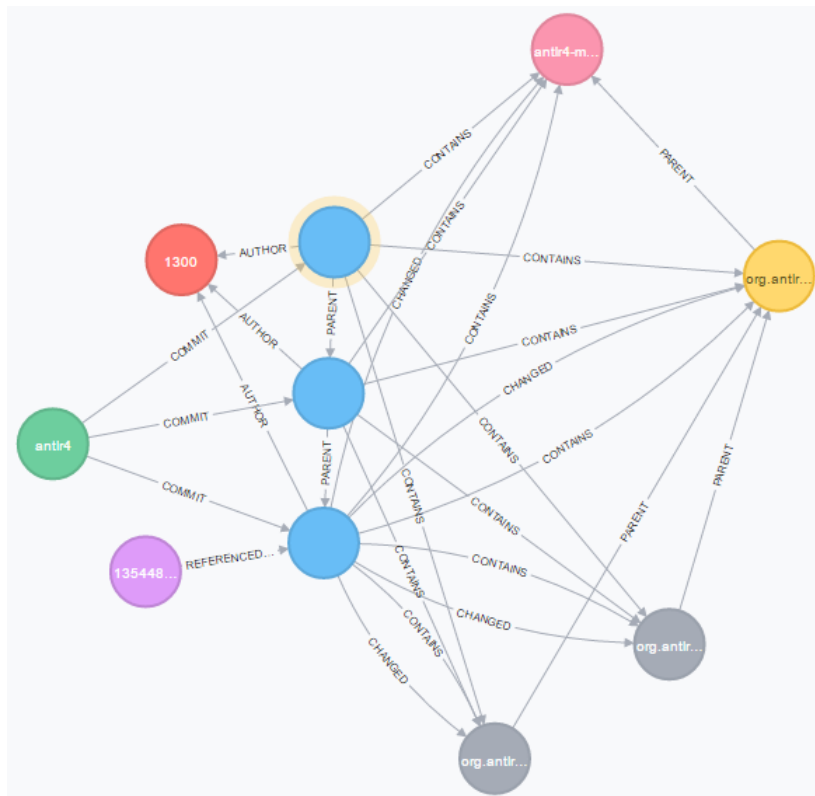 antlr4-m...
CONTAINS
PARENT
CHANGED
CONTAINS
1300
AUTHOR
CONTAINS
org.antlr...
PARENT
CONTAINS
AUTHOR
COMMIT
CONTAINS
CHANGED
AUTHOR
COMMIT
antlr4
CONTAINS
CONTAINS
PARENT
PARENT
COMMIT
CONTAINS
CONTAINS
PARENT
135448...
REFERENCED...
CONTAINS
CONTAINS
CHANGED
CONTAINS
org.antlr...
CHANGED
org.antlr...